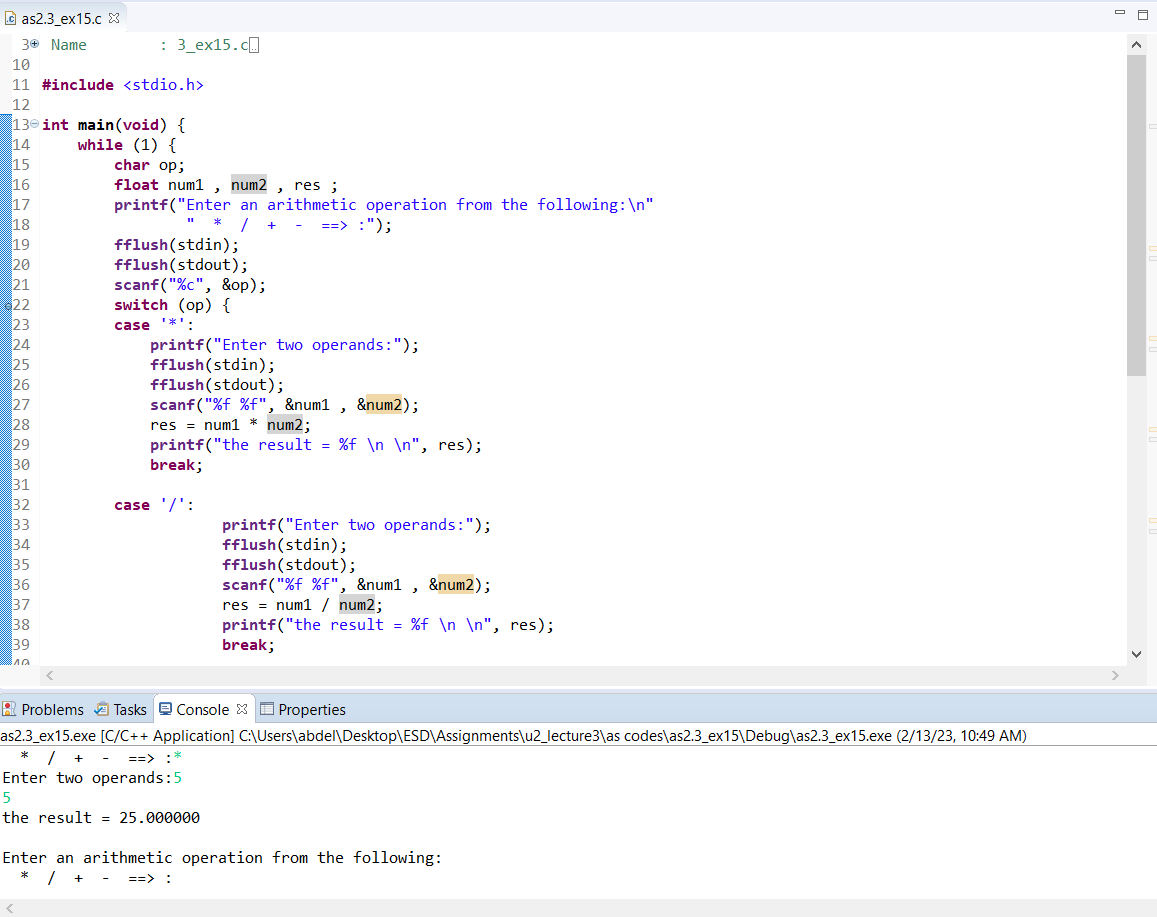 as2.3_ex15.c
3 Name : 3_ex15.c
10
11 #include <stdio.h>
12
13 int main(void) {
14 while (1) {
15 char op;
16 float num1 , num2 , res ;
17 printf("Enter an arithmetic operation from the following:\n"
18 " * / + - ==> :");
19 fflush(stdin);
20 fflush(stdout);
21 scanf("%c", &op);
22 switch (op) {
23 case '*':
24 printf("Enter two operands:");
25 fflush(stdin);
26 fflush(stdout);
27 scanf("%f %f", &num1 , &num2);
28 res = num1 * num2;
29 printf("the result = %f \n \n", res);
30 break;
31
32 case '/':
33 printf("Enter two operands:");
34 fflush(stdin);
35 fflush(stdout);
36 scanf("%f %f", &num1 , &num2);
37 res = num1 / num2;
38 printf("the result = %f \n \n", res);
39 break;
40
Problems Tasks Console Properties
as2.3_ex15.exe [C/C++ Application] C:\Users\abdel\Desktop\ESD\Assignments\u2_lecture3\as codes\as2.3_ex15\Debug\as2.3_ex15.exe (2/13/23, 10:49 AM)
* / + - ==> :*
Enter two operands:5
5
the result = 25.000000
Enter an arithmetic operation from the following:
* / + - ==> :